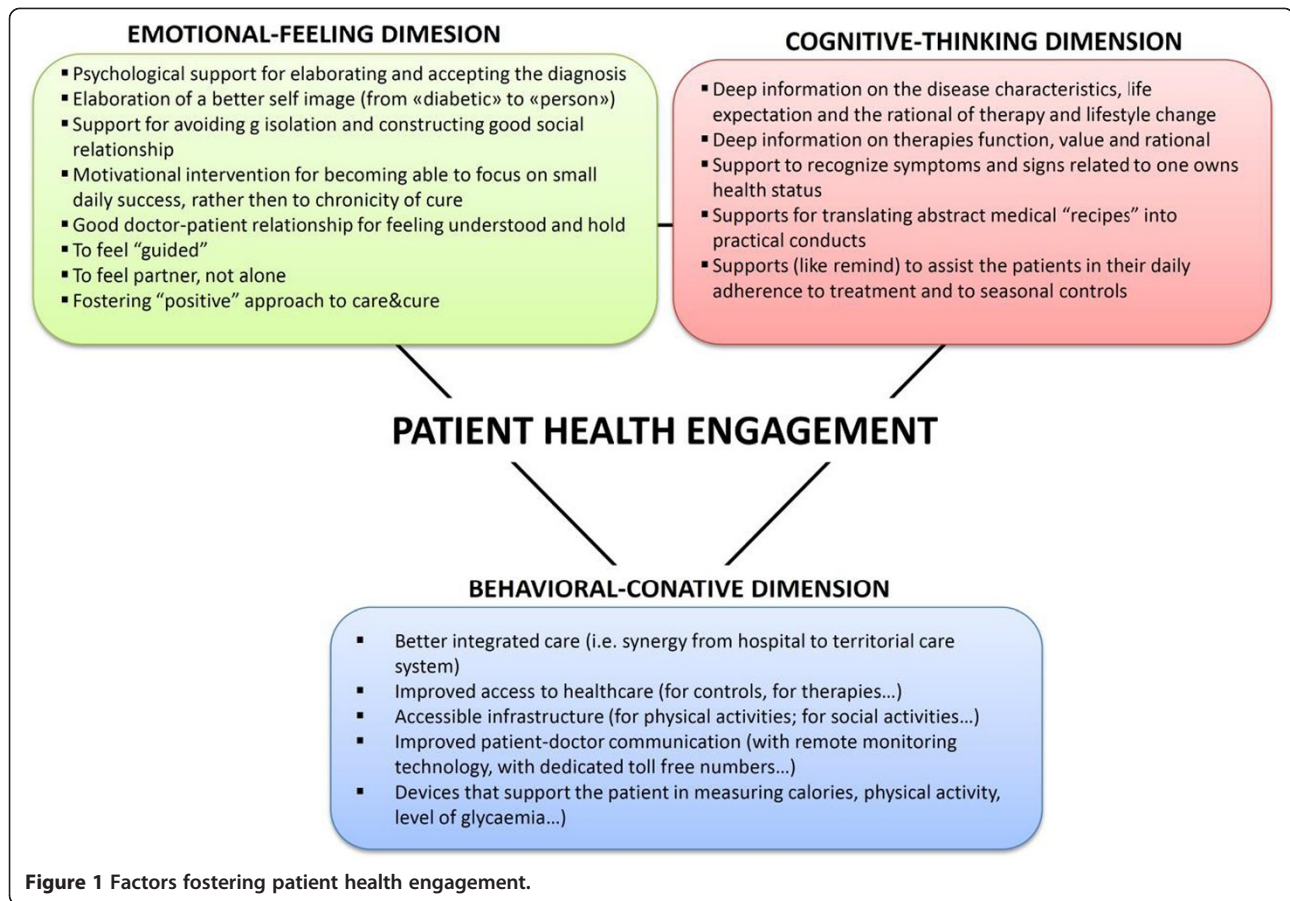 EMOTIONAL-FEELING DIMESION
▪ Psychological support for elaborating and accepting the diagnosis
▪ Elaboration of a better self image (from «diabetic» to «person»)
▪ Support for avoiding g isolation and constructing good social
relationship
▪ Motivational intervention for becoming able to focus on small
daily success, rather then to chronicity of cure
▪ Good doctor-patient relationship for feeling understood and hold
▪ To feel “guided”
▪ To feel partner, not alone
▪ Fostering “positive” approach to care&cure
COGNITIVE-THINKING DIMENSION
▪ Deep information on the disease characteristics, life
expectation and the rational of therapy and lifestyle change
▪ Deep information on therapies function, value and rational
▪ Support to recognize symptoms and signs related to one owns
health status
▪ Supports for translating abstract medical “recipes” into
practical conducts
▪ Supports (like remind) to assist the patients in their daily
adherence to treatment and to seasonal controls
PATIENT HEALTH ENGAGEMENT
BEHAVIORAL-CONATIVE DIMENSION
▪ Better integrated care (i.e. synergy from hospital to territorial care
system)
▪ Improved access to healthcare (for controls, for therapies…)
▪ Accessible infrastructure (for physical activities; for social activities…)
▪ Improved patient-doctor communication (with remote monitoring
technology, with dedicated toll free numbers…)
▪ Devices that support the patient in measuring calories, physical activity,
level of glycaemia…)
Figure 1 Factors fostering patient health engagement.